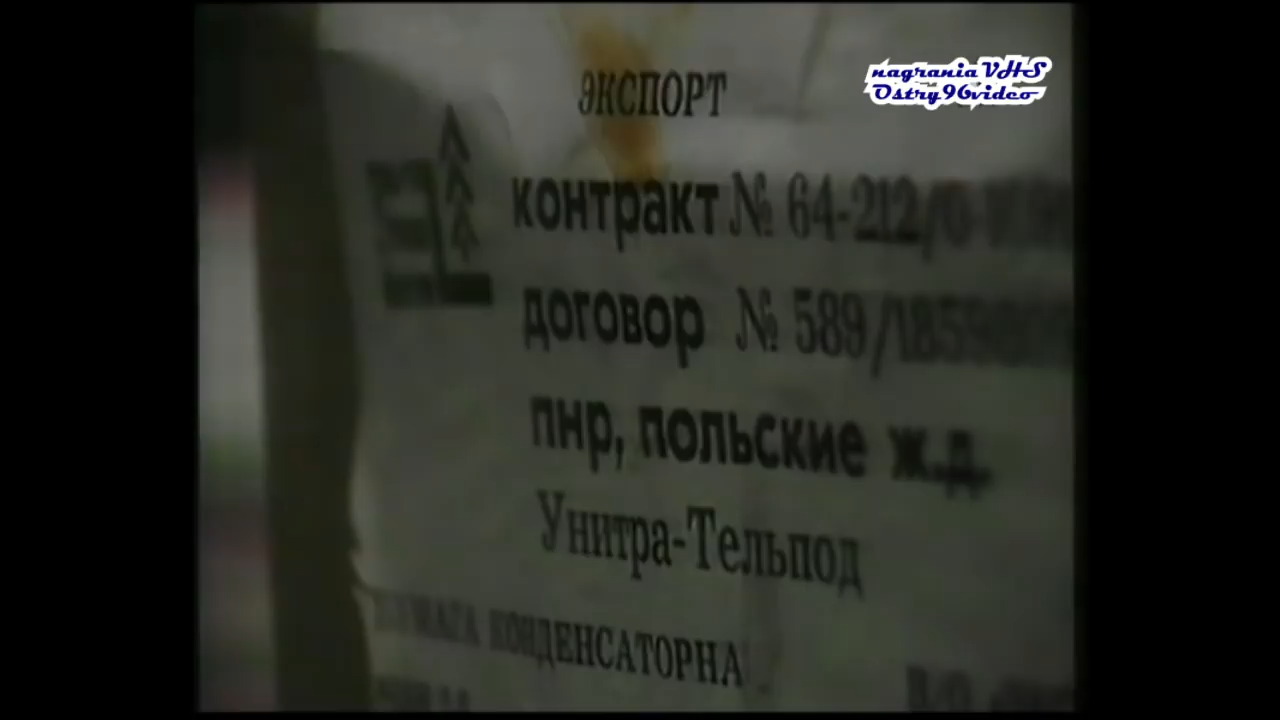 nagrania VHS
Ostry96video
ЭКСПОРТ
контракт № 64-212/0-
договор № 589/
пнр, польские ж.д.
Унитра-Тельпод
КОНДЕНСАТОРНА